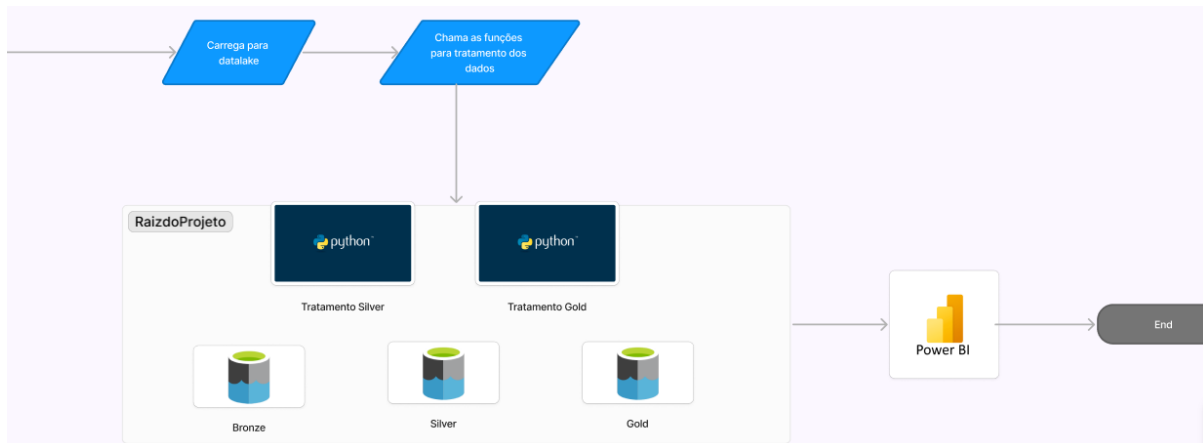 Carrega para
datalake
Chama as funções
para tratamento dos
dados
RaizdoProjeto
python
python
Tratamento Silver
Tratamento Gold
Power BI
End
Bronze
Silver
Gold